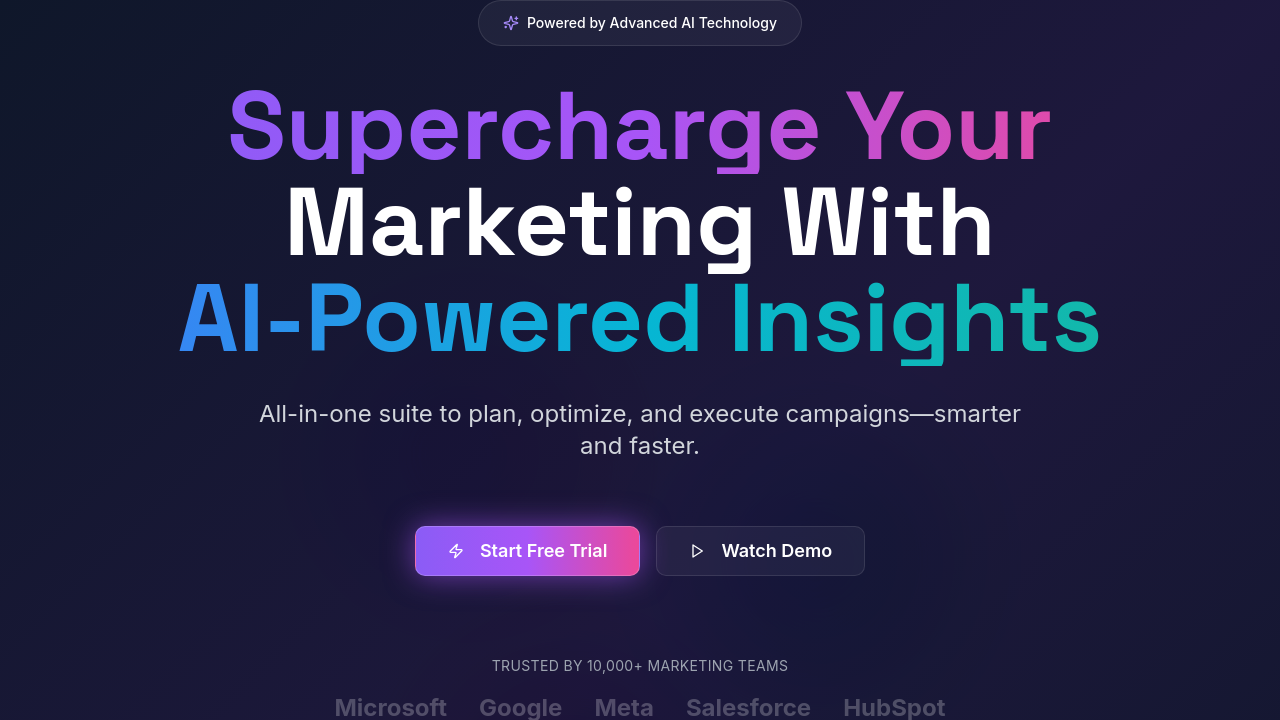 Powered by Advanced AI Technology
Supercharge Your
Marketing With
AI-Powered Insights
All-in-one suite to plan, optimize, and execute campaigns—smarter
and faster.
Start Free Trial
Watch Demo
TRUSTED BY 10,000+ MARKETING TEAMS
Microsoft Google Meta Salesforce HubSpot